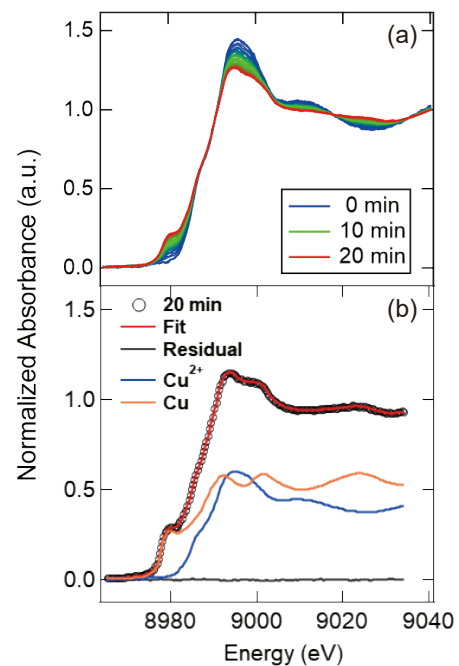 (a)
1.5
1.0
0.5
0.0
0 min
10 min
20 min
Normalized Absorbance (a.u.)
(b)
20 min
Fit
Residual
Cu²⁺
Cu
1.5
1.0
0.5
0.0
8980 9000 9020 9040
Energy (eV)